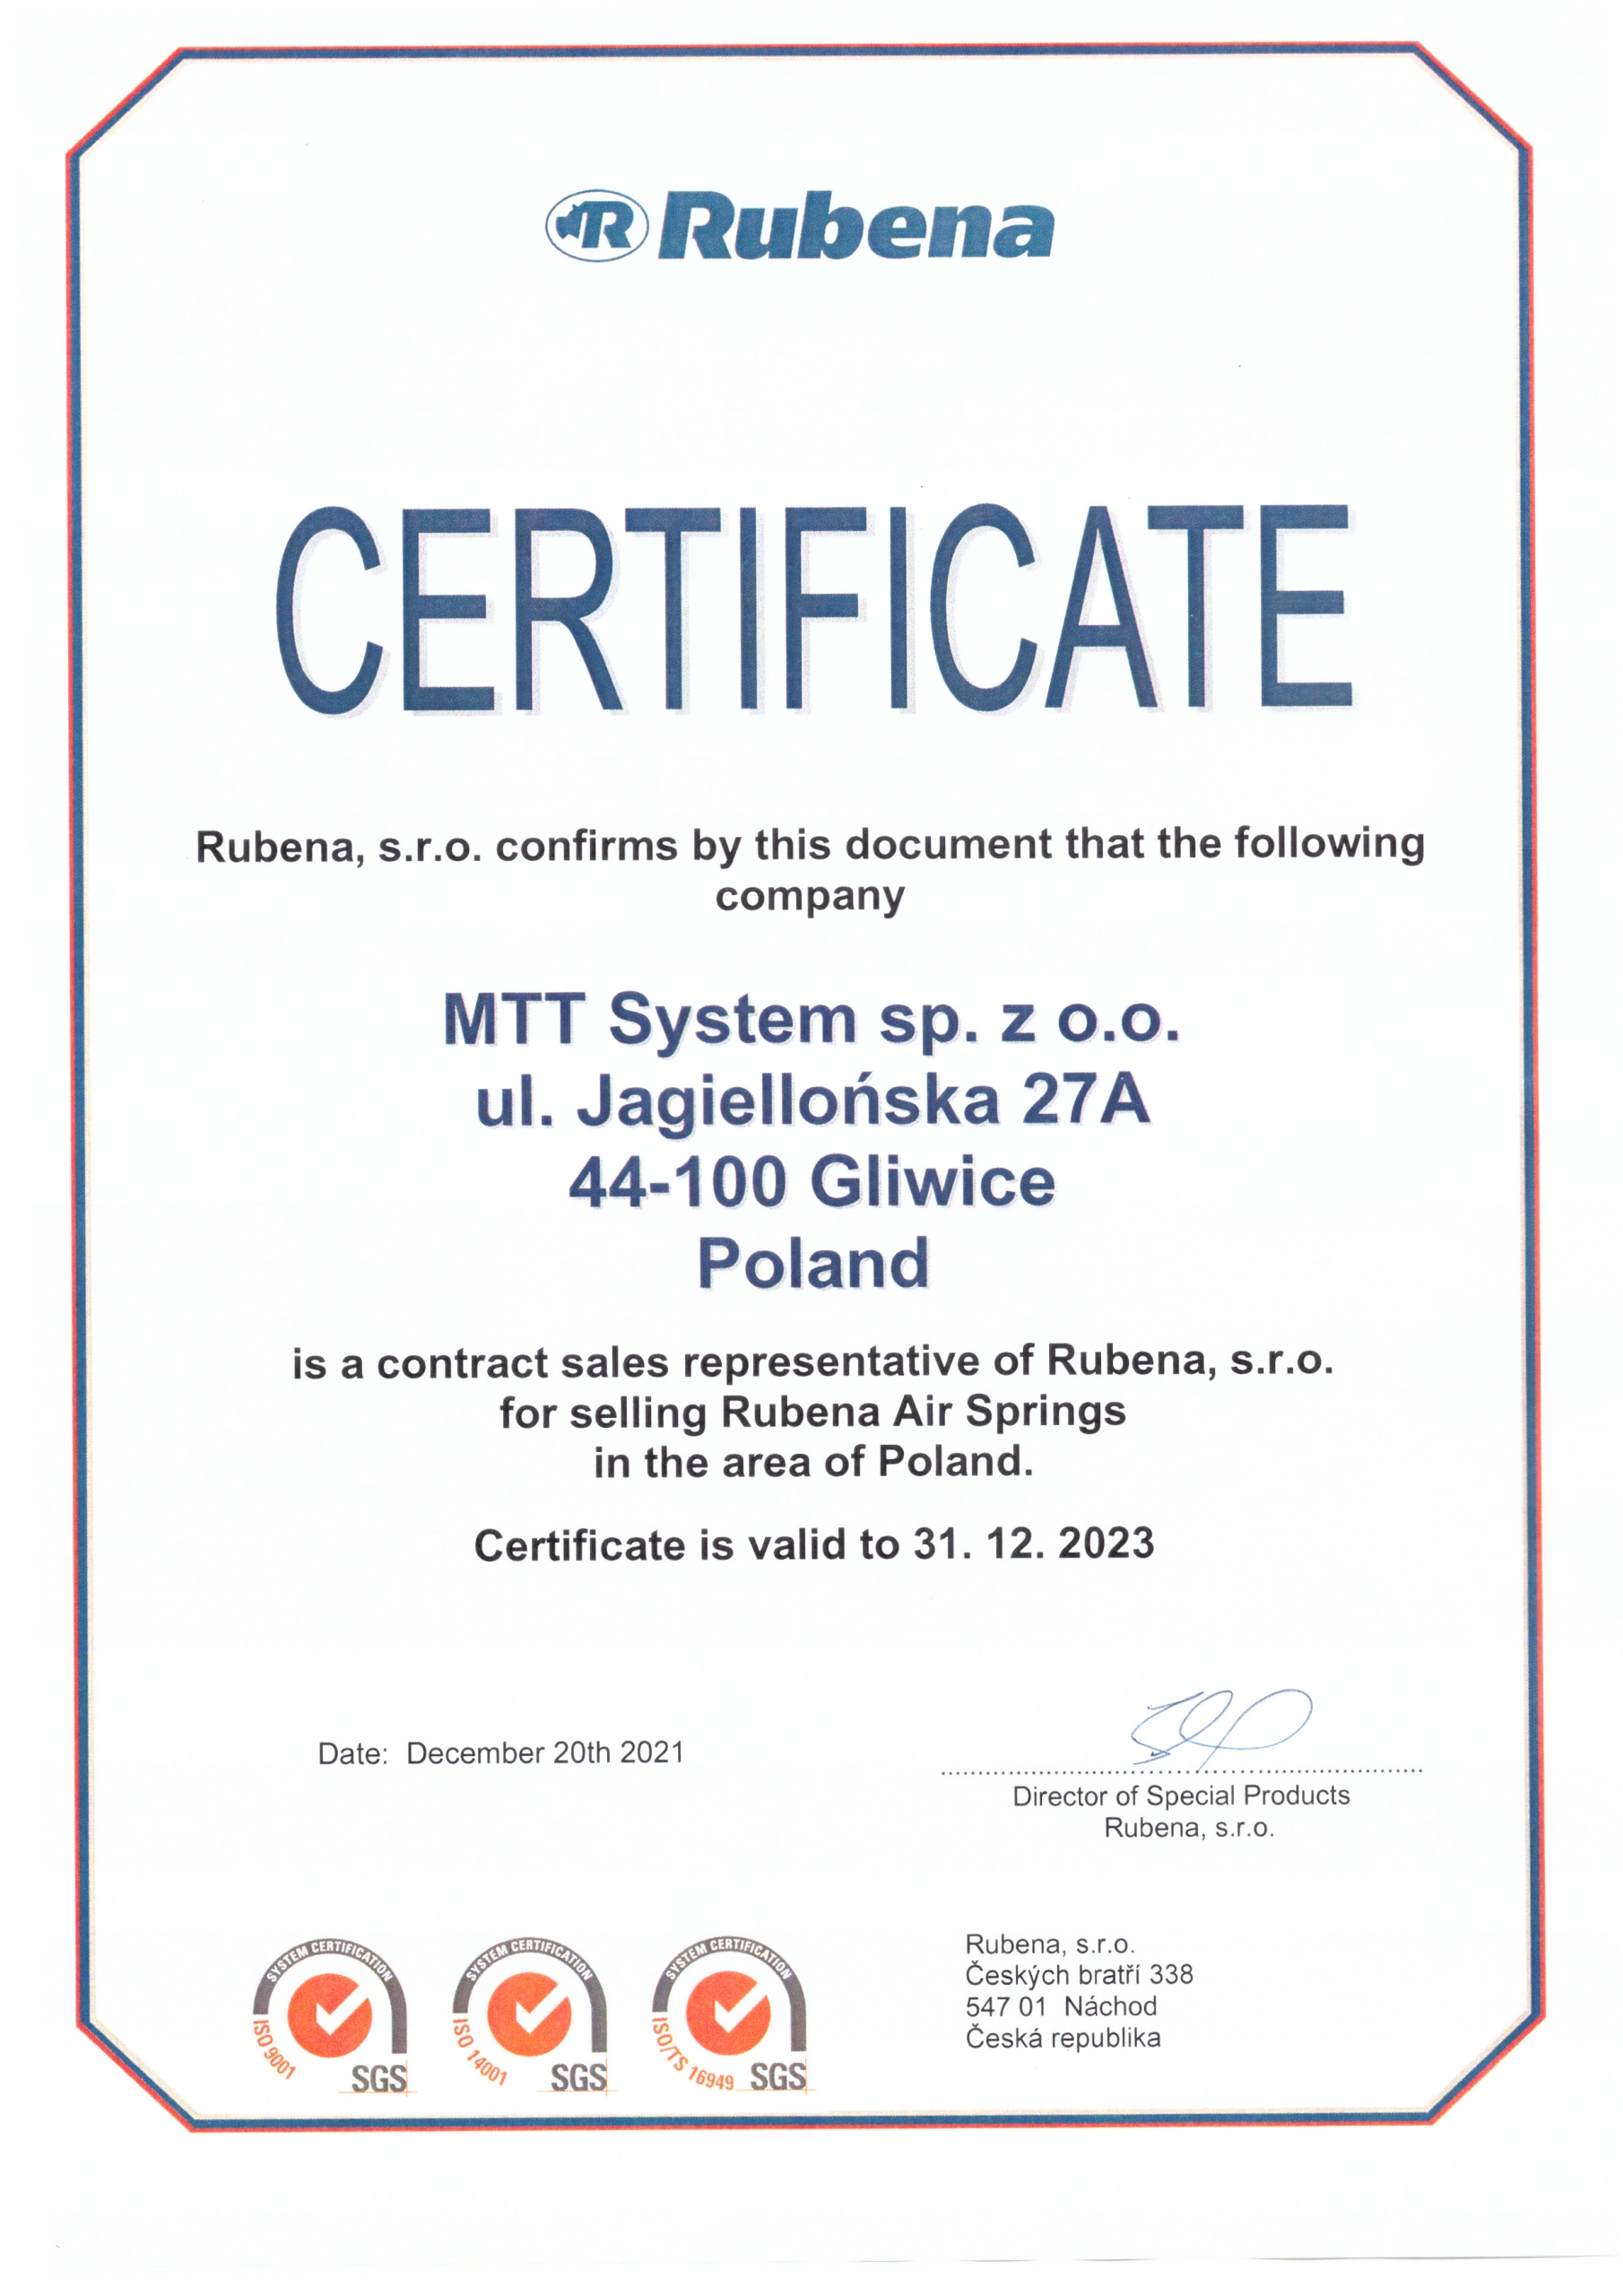 R Rubena
CERTIFICATE
Rubena, s.r.o. confirms by this document that the following
company
MTT System sp. z o.o.
ul. Jagiellońska 27A
44-100 Gliwice
Poland
is a contract sales representative of Rubena, s.r.o.
for selling Rubena Air Springs
in the area of Poland.
Certificate is valid to 31. 12. 2023
Date: December 20th 2021
Director of Special Products
Rubena, s.r.o.
SYSTEM CERTIFICATION
ISO 9001
SGS
SYSTEM CERTIFICATION
ISO 14001
SGS
SYSTEM CERTIFICATION
ISO/TS 16949
SGS
Rubena, s.r.o.
Českých bratří 338
547 01 Náchod
Česká republika